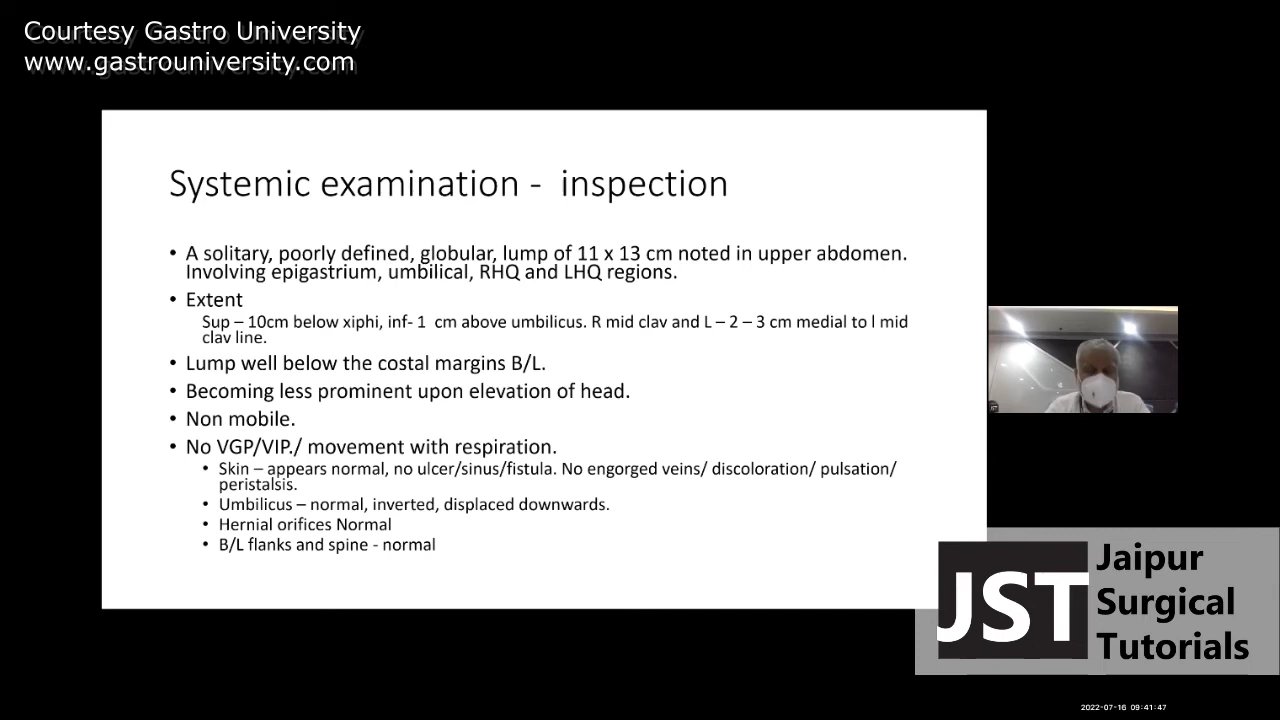 Courtesy Gastro University
www.gastrouniversity.com
Systemic examination - inspection
• A solitary, poorly defined, globular, lump of 11 x 13 cm noted in upper abdomen.
Involving epigastrium, umbilical, RHQ and LHQ regions.
• Extent
Sup – 10cm below xiphi, inf- 1 cm above umbilicus. R mid clav and L – 2 – 3 cm medial to l mid
clav line.
• Lump well below the costal margins B/L.
• Becoming less prominent upon elevation of head.
• Non mobile.
• No VGP/VIP./ movement with respiration.
• Skin – appears normal, no ulcer/sinus/fistula. No engorged veins/ discoloration/ pulsation/
peristalsis.
• Umbilicus – normal, inverted, displaced downwards.
• Hernial orifices Normal
• B/L flanks and spine - normal
JST
Jaipur
Surgical
Tutorials
2022-07-16 09:41:47